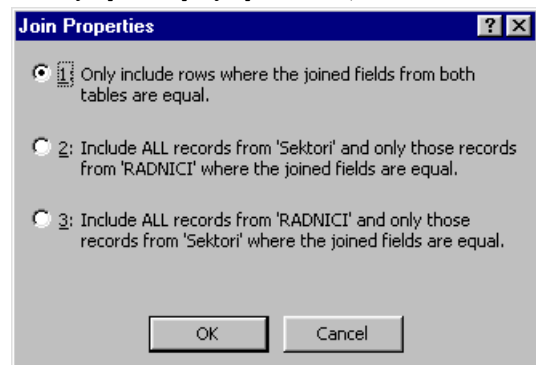 Join Properties
1: Only include rows where the joined fields from both
tables are equal.
2: Include ALL records from 'Sektori' and only those records
from 'RADNICI' where the joined fields are equal.
3: Include ALL records from 'RADNICI' and only those
records from 'Sektori' where the joined fields are equal.
OK Cancel